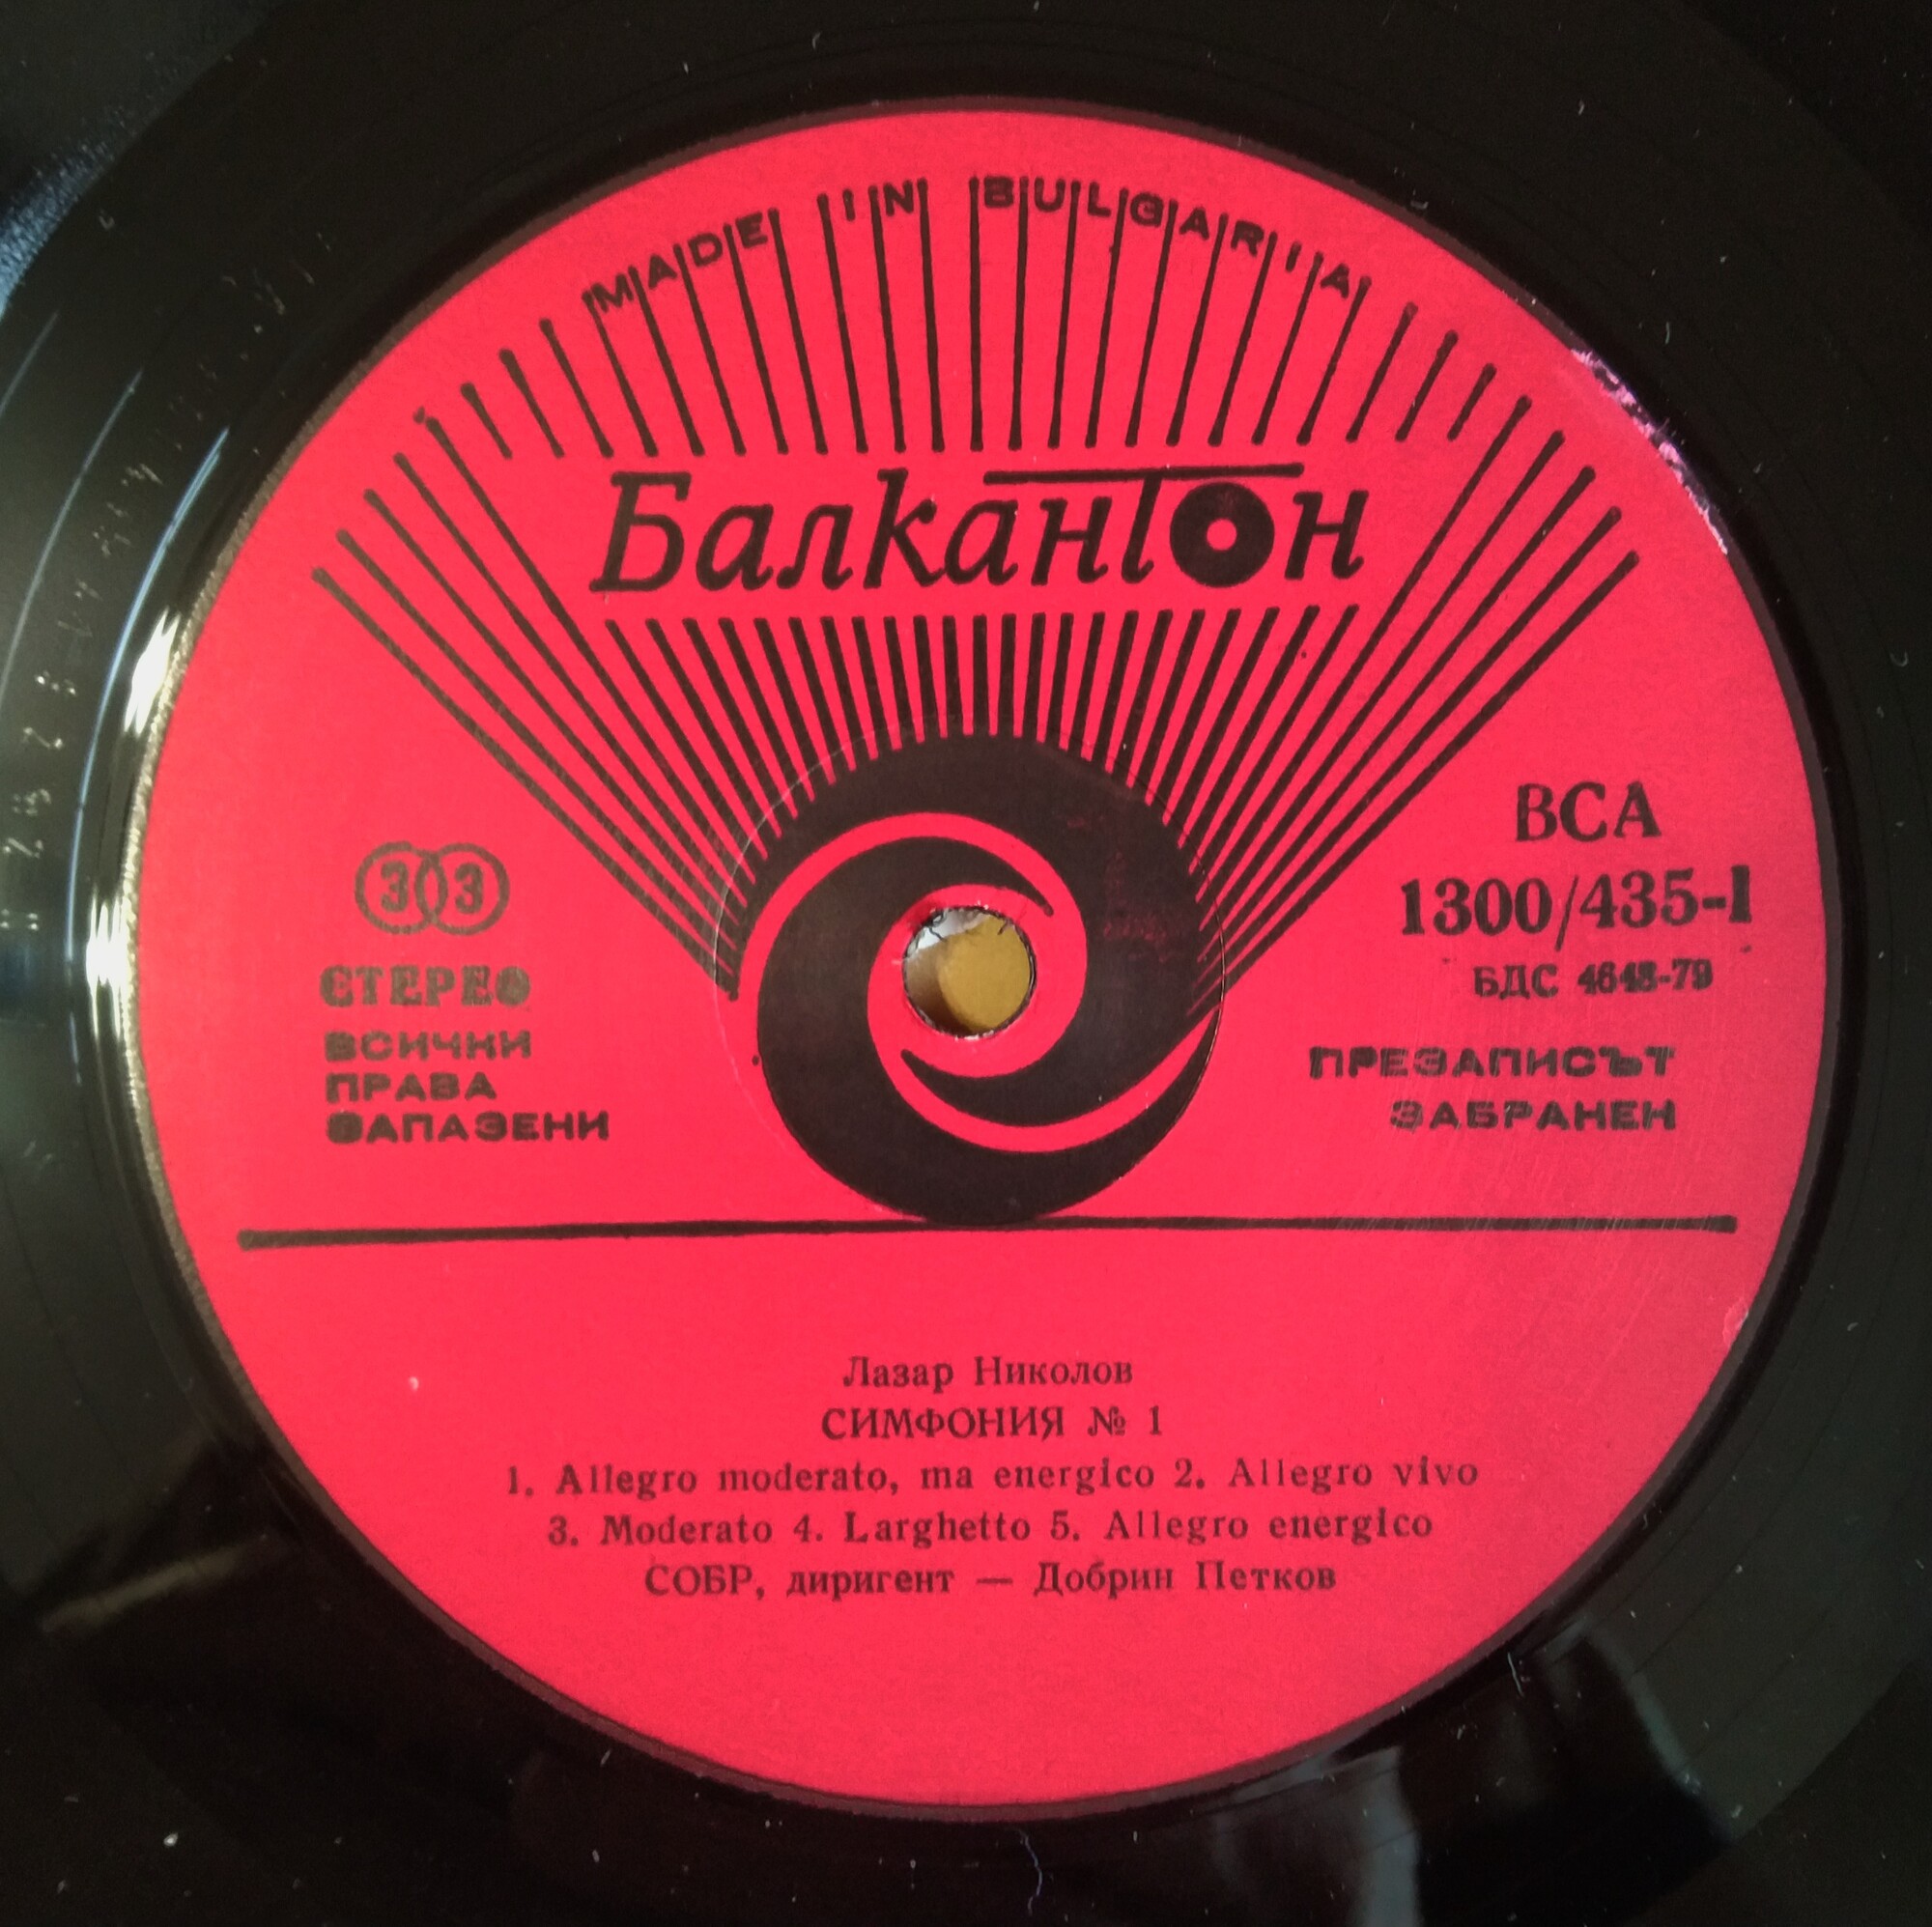 MADE IN BULGARIA
Балкантон
33
СТЕРЕО
ВСИЧКИ
ПРАВА
ЗАПАЗЕНИ
ВСА
1300/435-1
БДС 4648-79
ПРЕЗАПИСЪТ
ЗАБРАНЕН
Лазар Николов
СИМФОНИЯ № 1
1. Allegro moderato, ma energico 2. Allegro vivo
3. Moderato 4. Larghetto 5. Allegro energico
СОБР, диригент — Добрин Петков